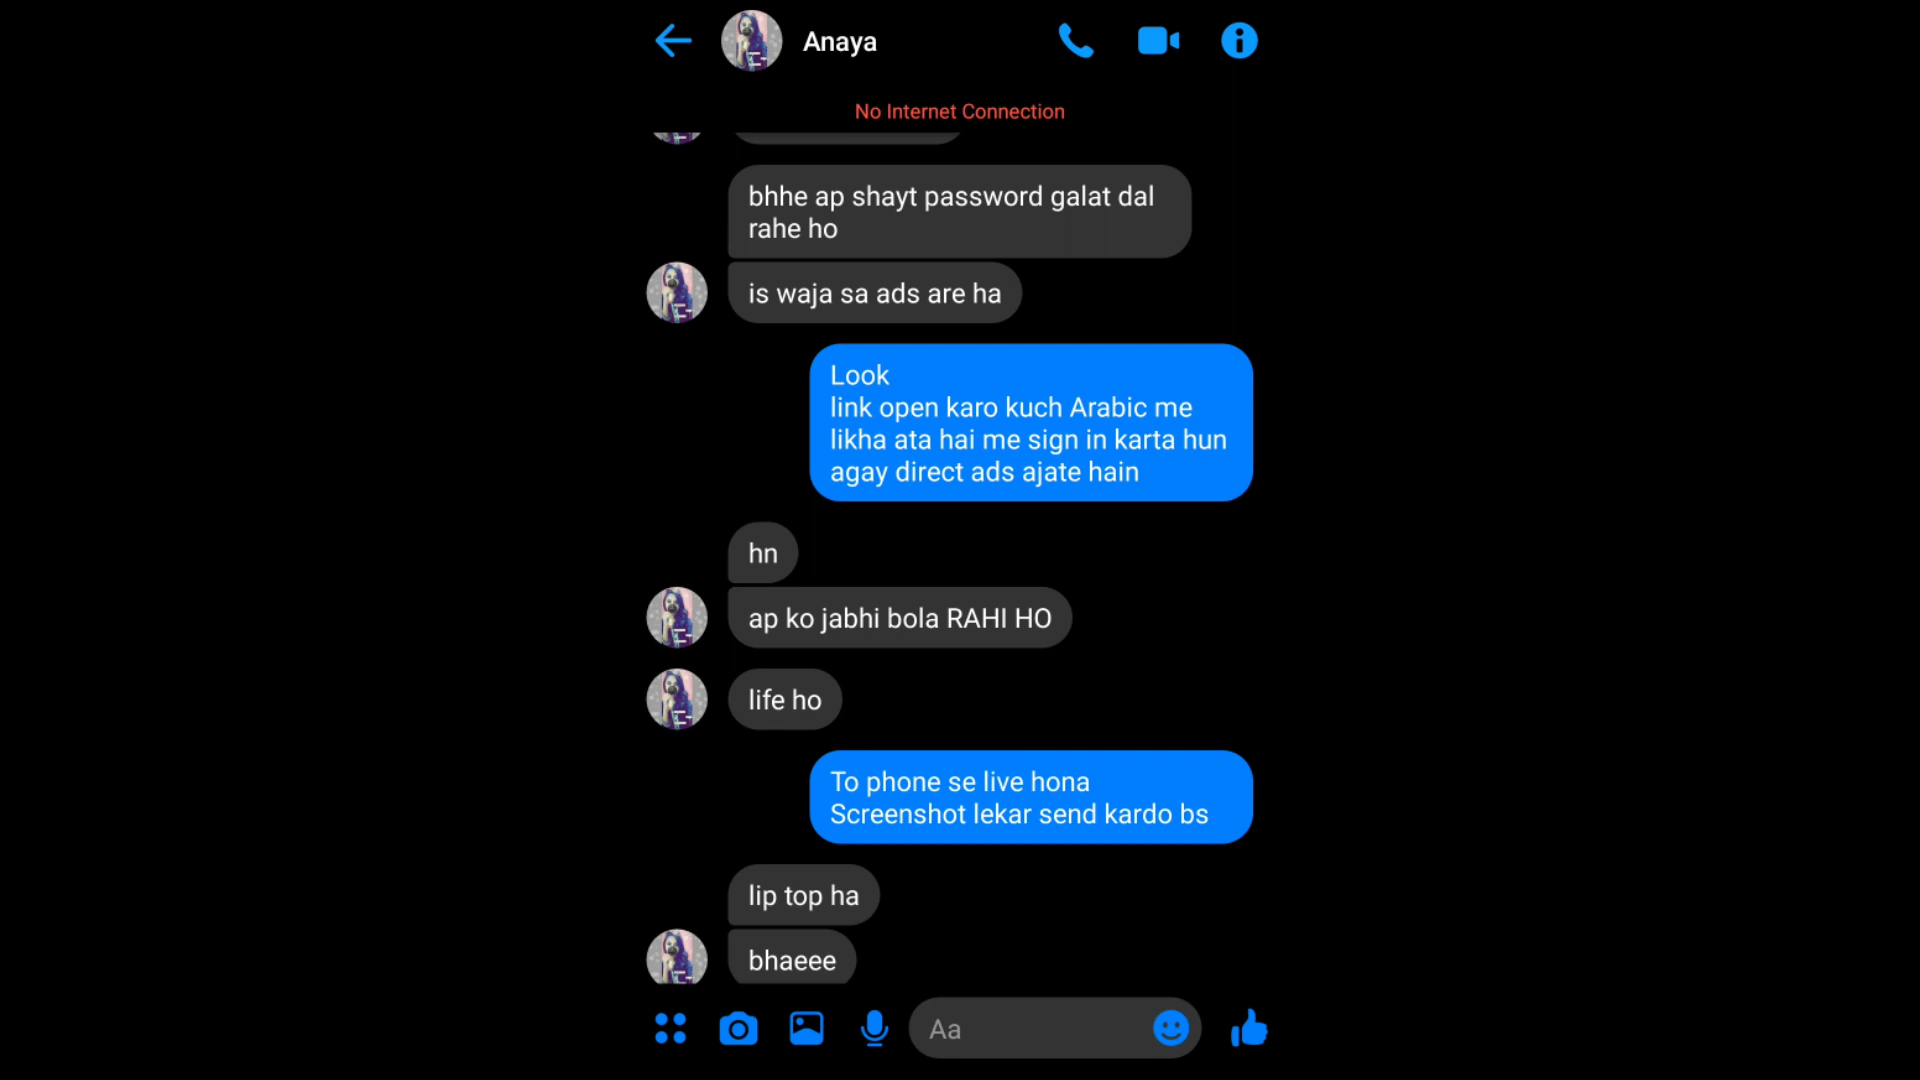 Anaya
No Internet Connection
bhhe ap shayt password galat dal
rahe ho
is waja sa ads are ha
Look
link open karo kuch Arabic me
likha ata hai me sign in karta hun
agay direct ads ajate hain
hn
ap ko jabhi bola RAHI HO
life ho
To phone se live hona
Screenshot lekar send kardo bs
lip top ha
bhaeee
Aa